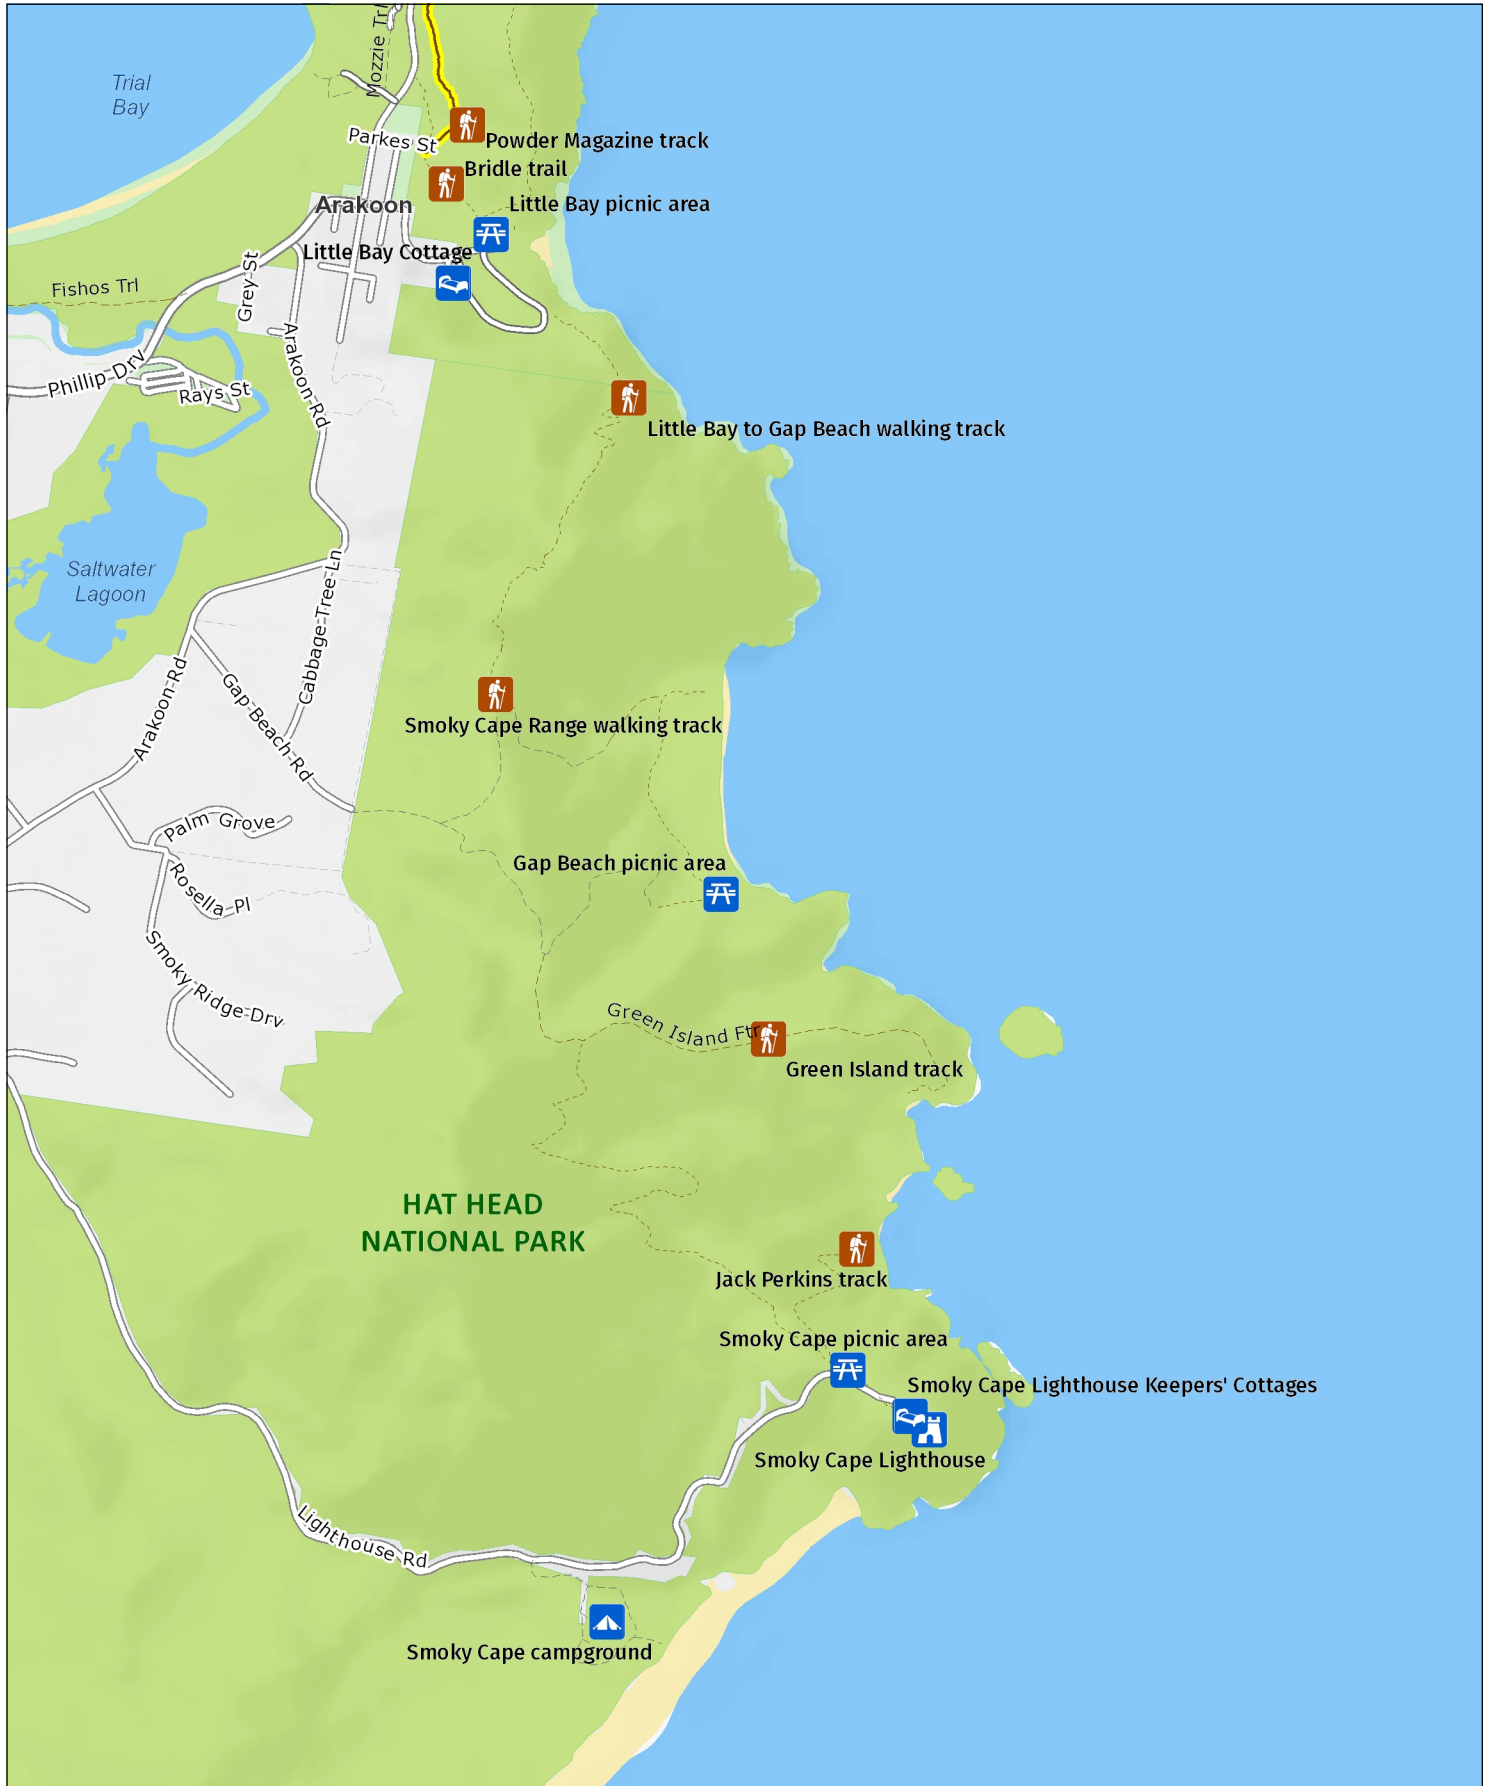 Mozzie Trl
Trial
Bay
Parkes St
Powder Magazine track
Bridle trail
Arakoon
Little Bay picnic area
Little Bay Cottage
Grey St
Fishos Trl
Arakoon Rd
Phillip Drv
Rays St
Little Bay to Gap Beach walking track
Saltwater
Lagoon
Cabbage Tree Ln
Arakoon Rd
Gap Beach Rd
Smoky Cape Range walking track
Palm Grove
Rosella Pl
Gap Beach picnic area
Smoky Ridge Drv
Green Island Ftr
Green Island track
HAT HEAD
NATIONAL PARK
Jack Perkins track
Smoky Cape picnic area
Smoky Cape Lighthouse Keepers' Cottages
Smoky Cape Lighthouse
Lighthouse Rd
Smoky Cape campground